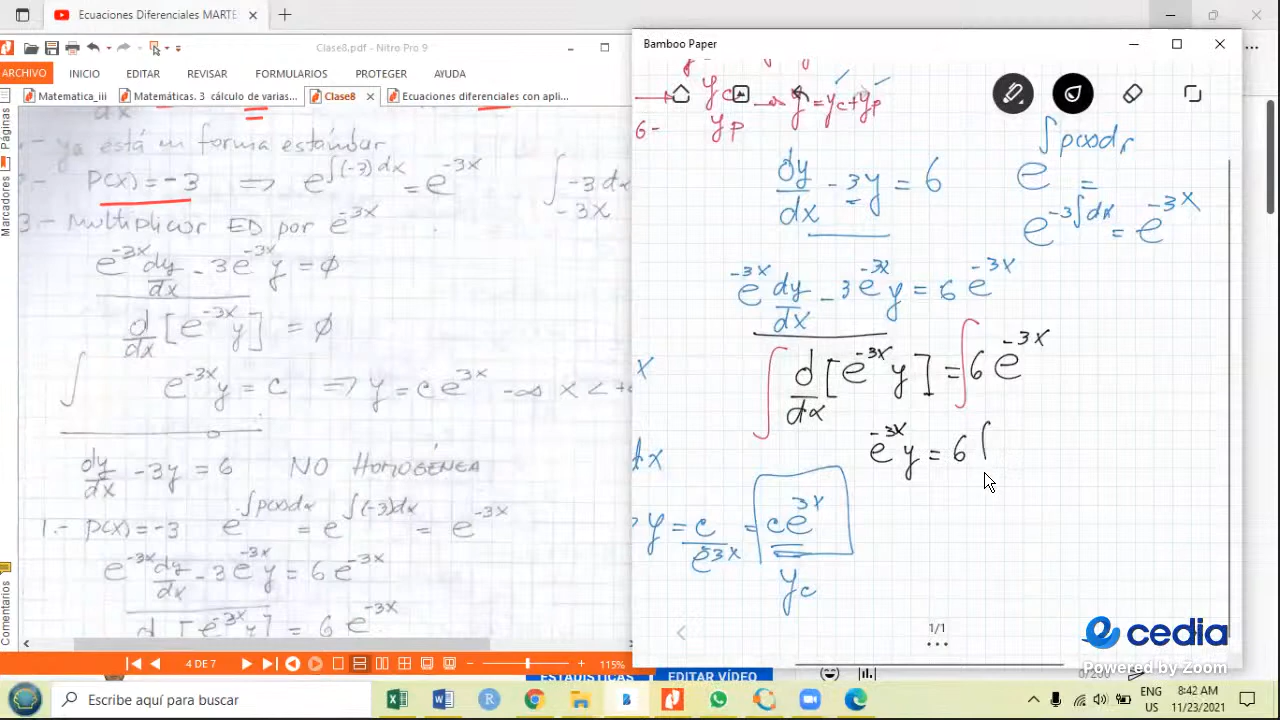 Ecuaciones Diferenciales MARTE
Clase8.pdf - Nitro Pro 9
ARCHIVO INICIO EDITAR REVISAR FORMULARIOS PROTEGER AYUDA
Matematica_iii Matemáticas. 3 cálculo de varias... Clase8 Ecuaciones diferenciales con apli...
Páginas
Marcadores
Comentarios
dx
ya está en forma estándar
P(x) = -3 ⟹ e^∫(-3)dx = e^-3x ∫-3dx
-3x
3- Multiplicar ED por e^-3x
e^-3x dy/dx - 3e^-3x y = ∅
d/dx [e^-3x y] = ∅
∫ e^-3x y = c ⟹ y = ce^3x -∞ x < +∞
dy/dx - 3y = 6 NO HOMOGÉNEA
1.- P(x) = -3 e^∫p(x)dx = e^∫(-3)dx = e^-3x
e^-3x dy/dx - 3e^-3x y = 6e^-3x
d [e^-3x y] = 6 e^-3x
4 DE 7
115%
Bamboo Paper
yc → y = yc + yp
6- yp
dy/dx - 3y = 6
e^∫p(x)dx =
e^-3∫dx = e^-3x
e^-3x dy/dx - 3e^-3x y = 6 e^-3x
x
∫ d/dx [e^-3x y] = ∫ 6 e^-3x
dx
e^-3x y = 6 ∫
y = c/e^3x = ce^3x
yc
1/1
cedia
Powered by Zoom
ESTADÍSTICAS EDITAR VÍDEO
0/200
Escribe aquí para buscar
ENG
US
8:42 AM
11/23/2021